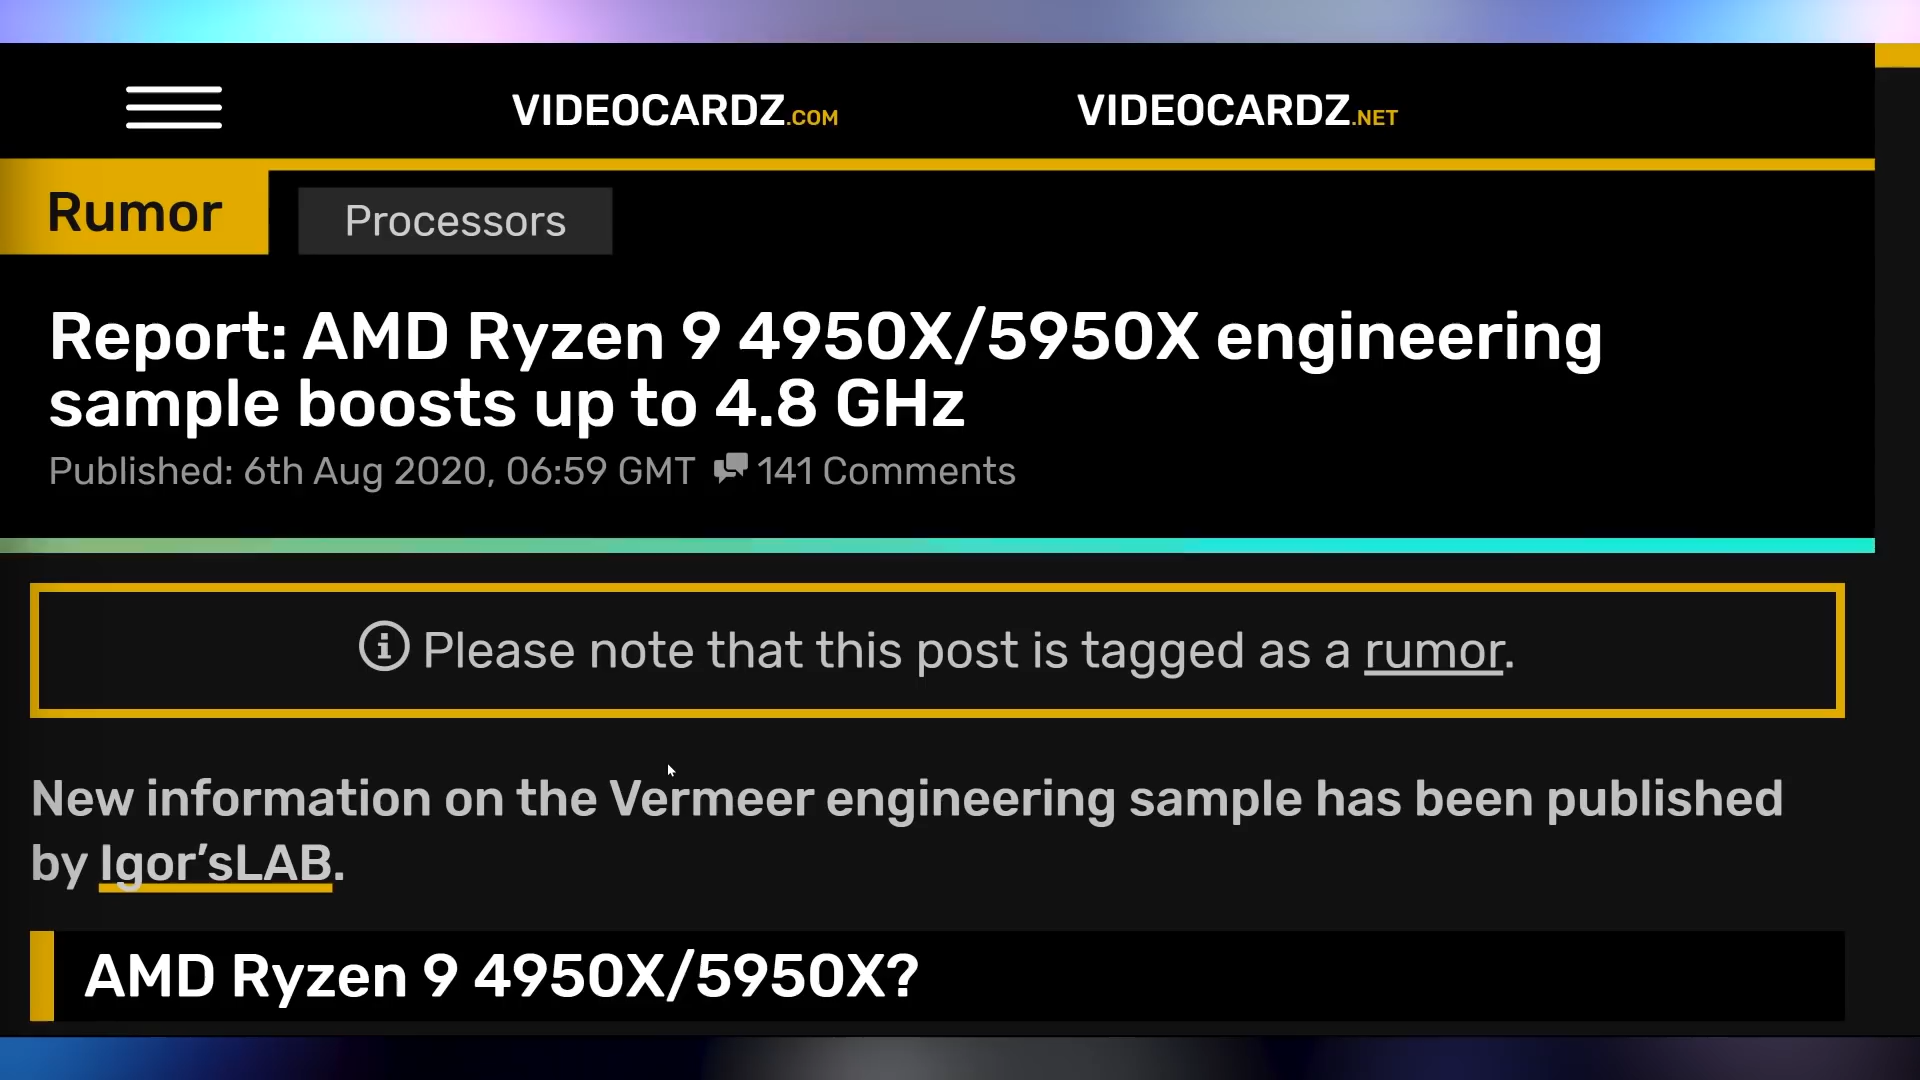 VIDEOCARDZ.COM VIDEOCARDZ.NET
Rumor Processors
Report: AMD Ryzen 9 4950X/5950X engineering
sample boosts up to 4.8 GHz
Published: 6th Aug 2020, 06:59 GMT 141 Comments
Please note that this post is tagged as a rumor.
New information on the Vermeer engineering sample has been published
by Igor’sLAB.
AMD Ryzen 9 4950X/5950X?